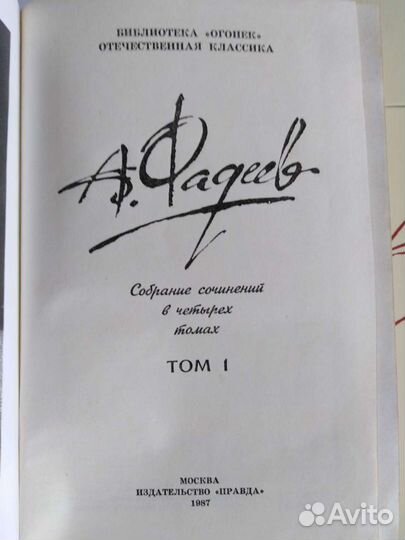 БИБЛИОТЕКА «ОГОНЕК»
ОТЕЧЕСТВЕННАЯ КЛАССИКА
А. Фадеев
Собрание сочинений
в четырех
томах
ТОМ 1
МОСКВА
ИЗДАТЕЛЬСТВО «ПРАВДА»
1987
Avito